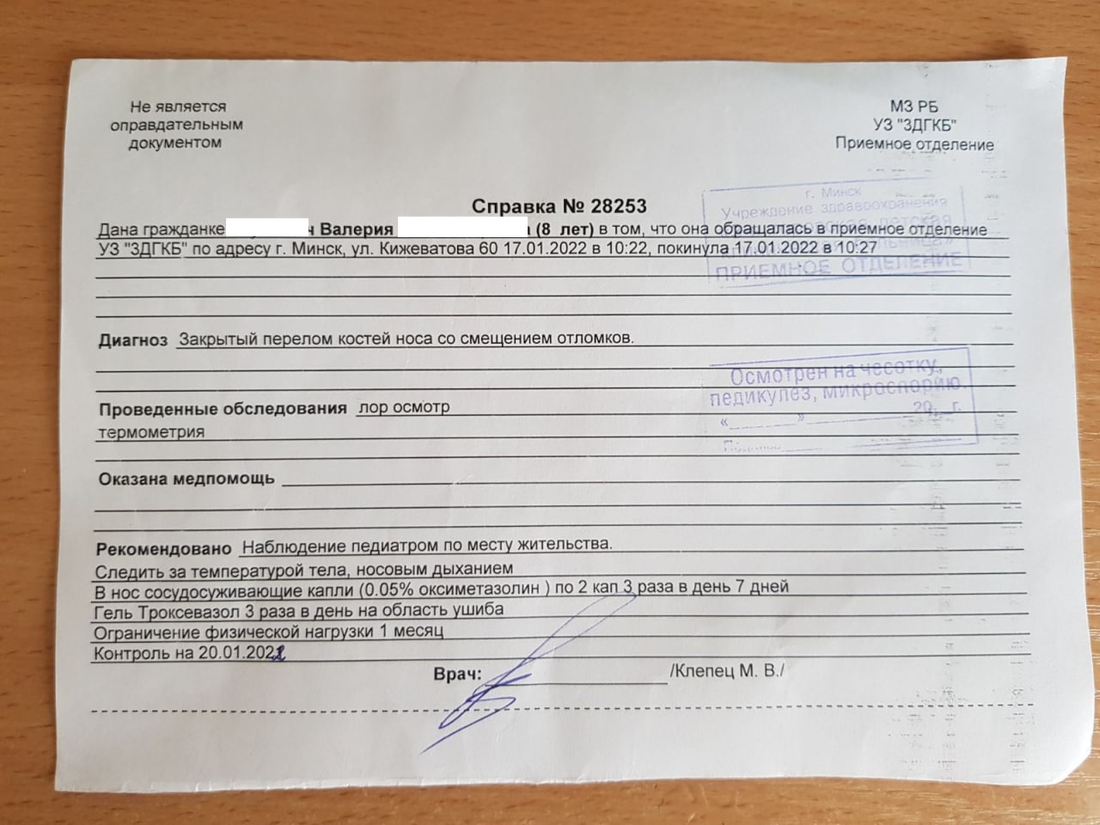 Не является
оправдательным
документом
МЗ РБ
УЗ "3ДГКБ"
Приемное отделение
г. Минск
Учреждение здравоохранения
детская
ПРИЕМНОЕ ОТДЕЛЕНИЕ
Справка № 28253
Дана гражданке н Валерия а (8 лет) в том, что она обращалась в приемное отделение
УЗ "3ДГКБ" по адресу г. Минск, ул. Кижеватова 60 17.01.2022 в 10:22, покинула 17.01.2022 в 10:27
Диагноз Закрытый перелом костей носа со смещением отломков.
Осмотрен на чесотку,
педикулез, микроспорию.
« » 20 г.
Проведенные обследования лор осмотр
термометрия
Оказана медпомощь
Рекомендовано Наблюдение педиатром по месту жительства.
Следить за температурой тела, носовым дыханием
В нос сосудосуживающие капли (0.05% оксиметазолин ) по 2 кап 3 раза в день 7 дней
Гель Троксевазол 3 раза в день на область ушиба
Ограничение физической нагрузки 1 месяц
Контроль на 20.01.2022
Врач: /Клепец М. В./